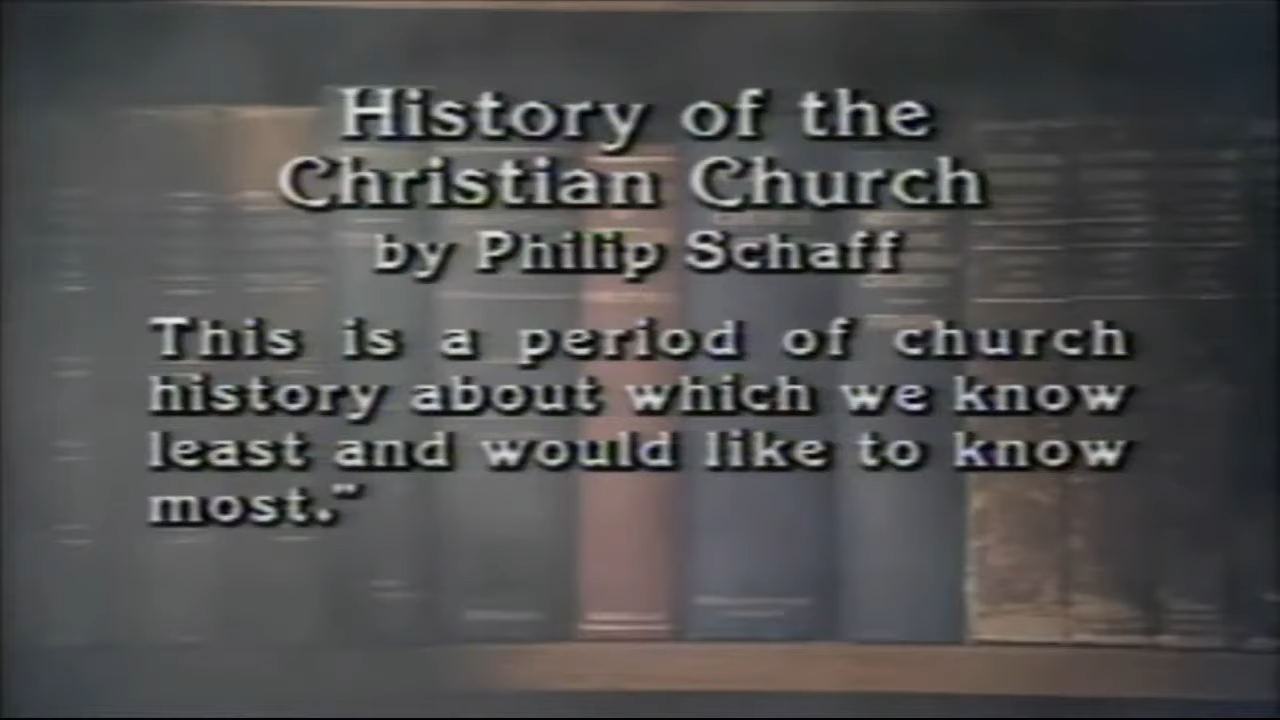 History of the
Christian Church
by Philip Schaff
This is a period of church
history about which we know
least and would like to know
most."